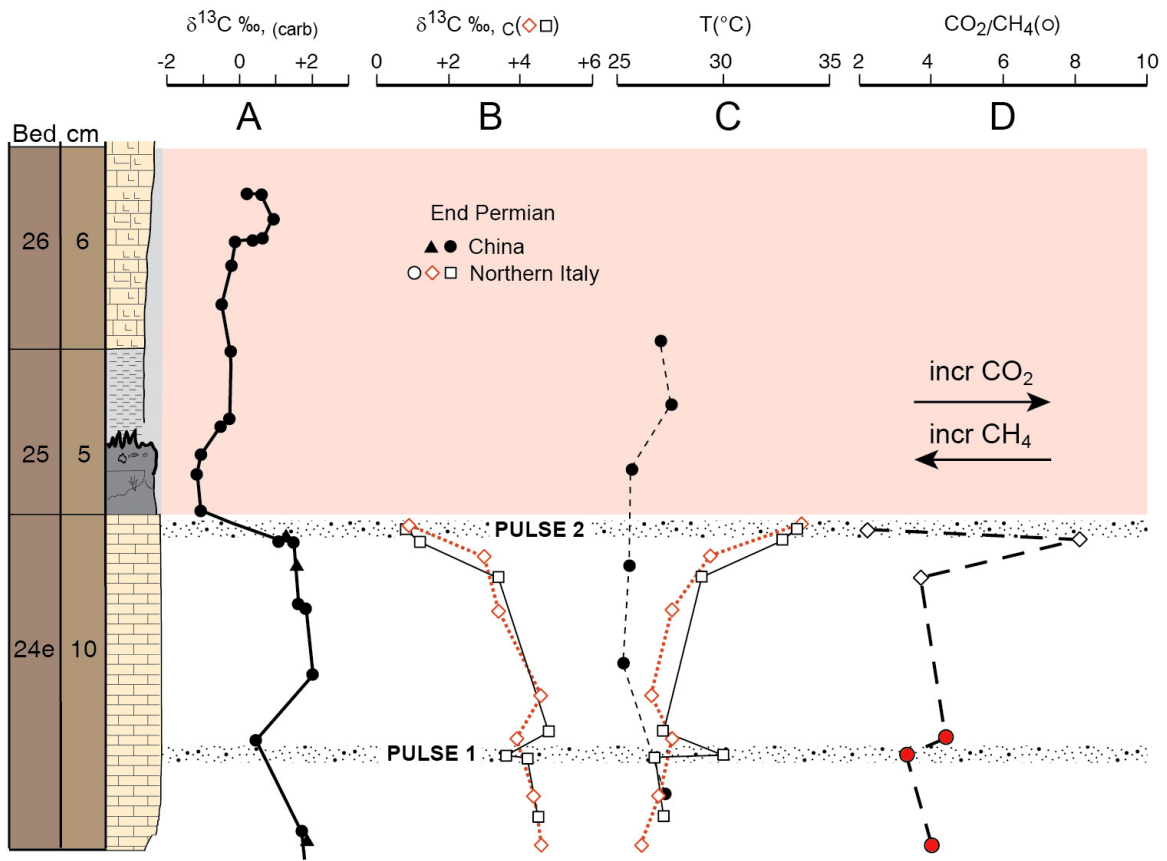 δ¹³C ‰, (carb)
δ¹³C ‰, C(◇ □)
T(°C)
CO₂/CH₄(o)
-2 0 +2
0 +2 +4 +6
25 30 35
2 4 6 8 10
A B C D
Bed cm
End Permian
▲ ● China
○ ◇ □ Northern Italy
26 6
incr CO₂
incr CH₄
25 5
PULSE 2
24e 10
PULSE 1